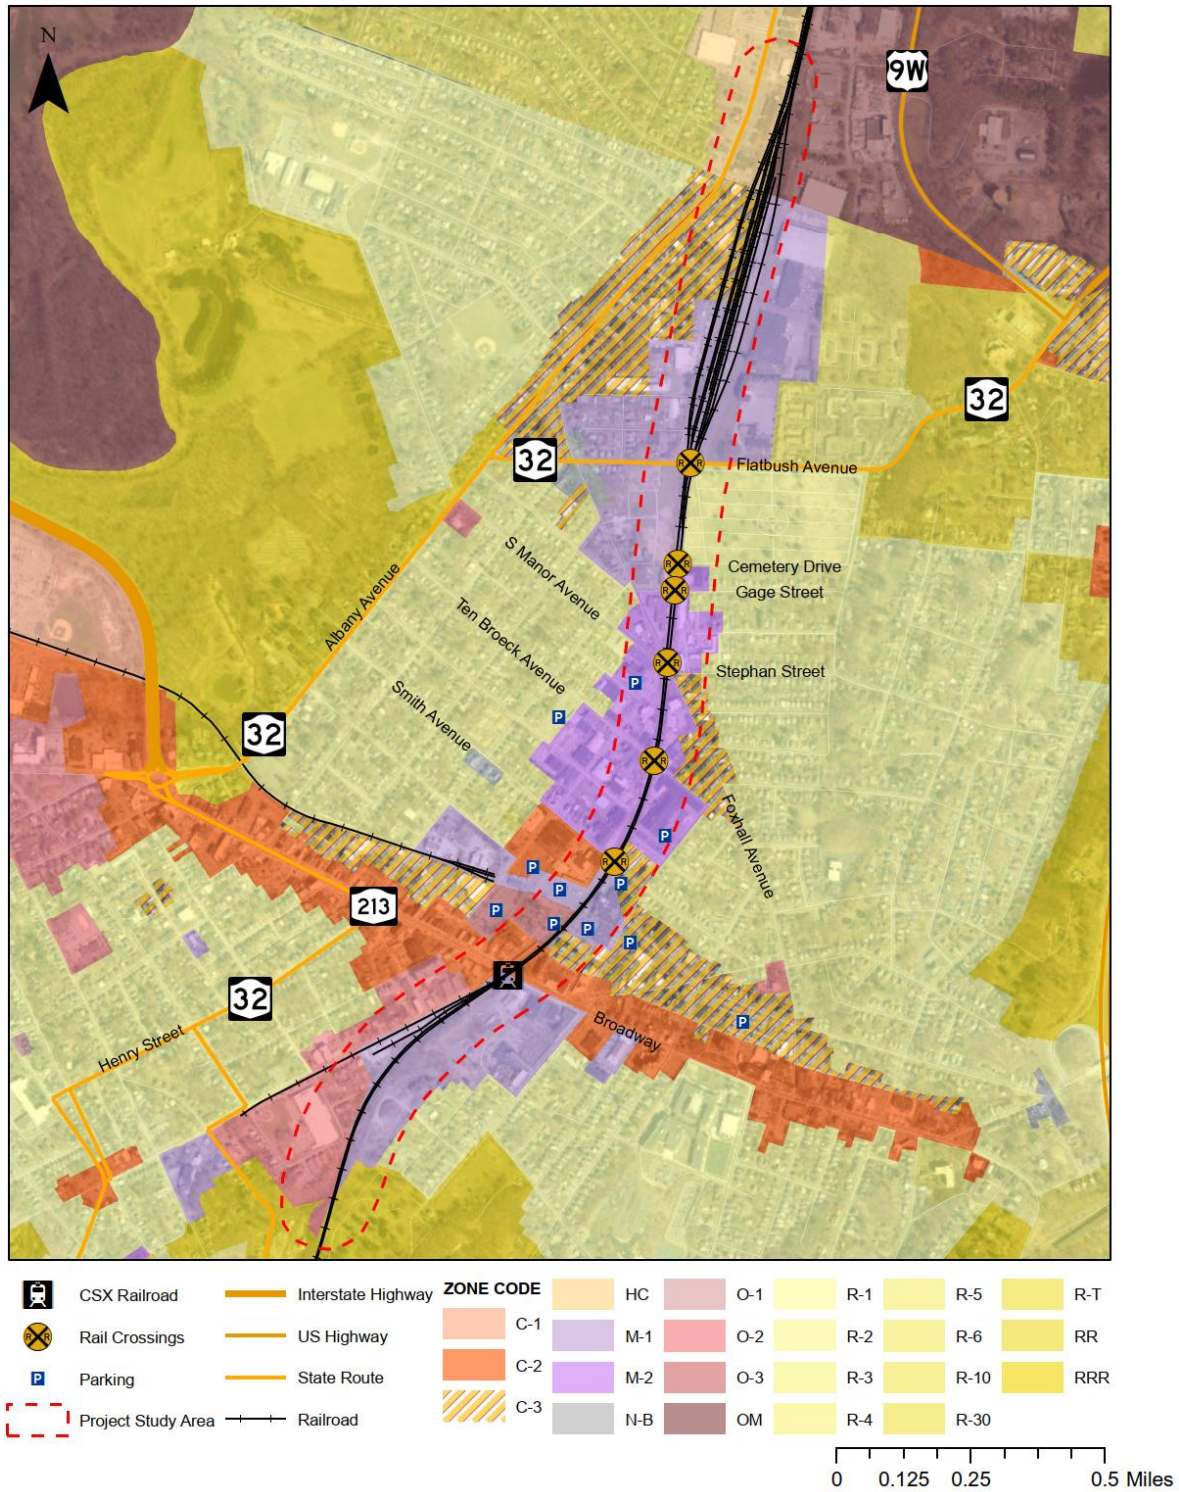 N
9W
32
32
Flatbush Avenue
S Manor Avenue
Cemetery Drive
Gage Street
Albany Avenue
Ten Broeck Avenue
Stephan Street
Smith Avenue
P
P
32
Foxhall Avenue
P
P
P
P
213
P
P
P
P
32
P
Broadway
Henry Street
CSX Railroad
Rail Crossings
Parking
Project Study Area
Interstate Highway
US Highway
State Route
Railroad
ZONE CODE
C-1
C-2
C-3
HC
M-1
M-2
N-B
O-1
O-2
O-3
OM
R-1
R-2
R-3
R-4
R-5
R-6
R-10
R-30
R-T
RR
RRR
0 0.125 0.25 0.5 Miles